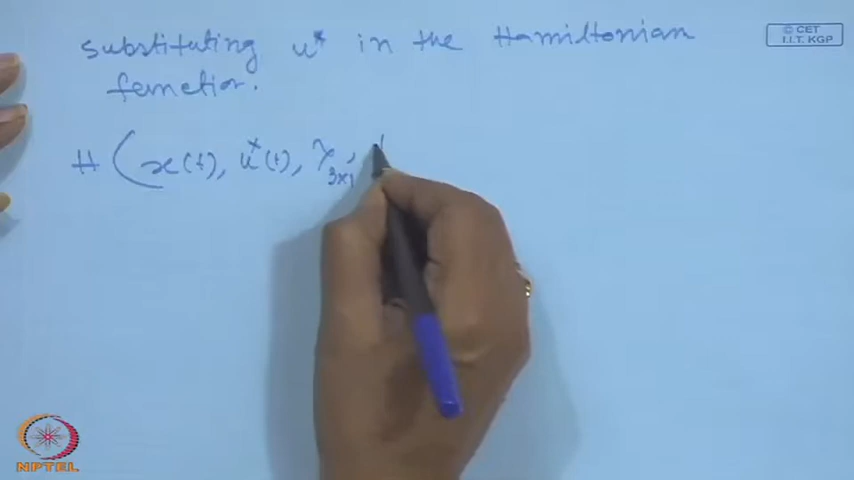 substituting u* in the Hamiltonian
© CET
I.I.T. KGP
function.
H ( x(t), u*(t), λ, 
3x1
NPTEL